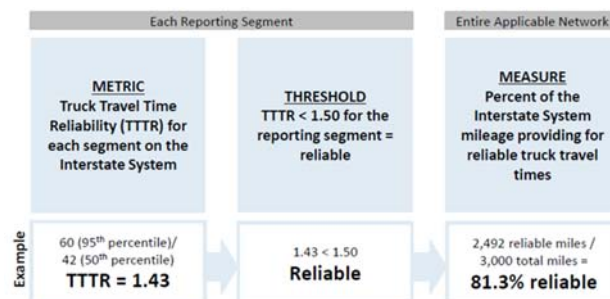 Each Reporting Segment
Entire Applicable Network
METRIC
Truck Travel Time
Reliability (TTTR) for
each segment on the
Interstate System
THRESHOLD
TTTR < 1.50 for the
reporting segment =
reliable
MEASURE
Percent of the
Interstate System
mileage providing for
reliable truck travel
times
Example
60 (95th percentile)/
42 (50th percentile)
TTTR = 1.43
1.43 < 1.50
Reliable
2,492 reliable miles /
3,000 total miles =
81.3% reliable